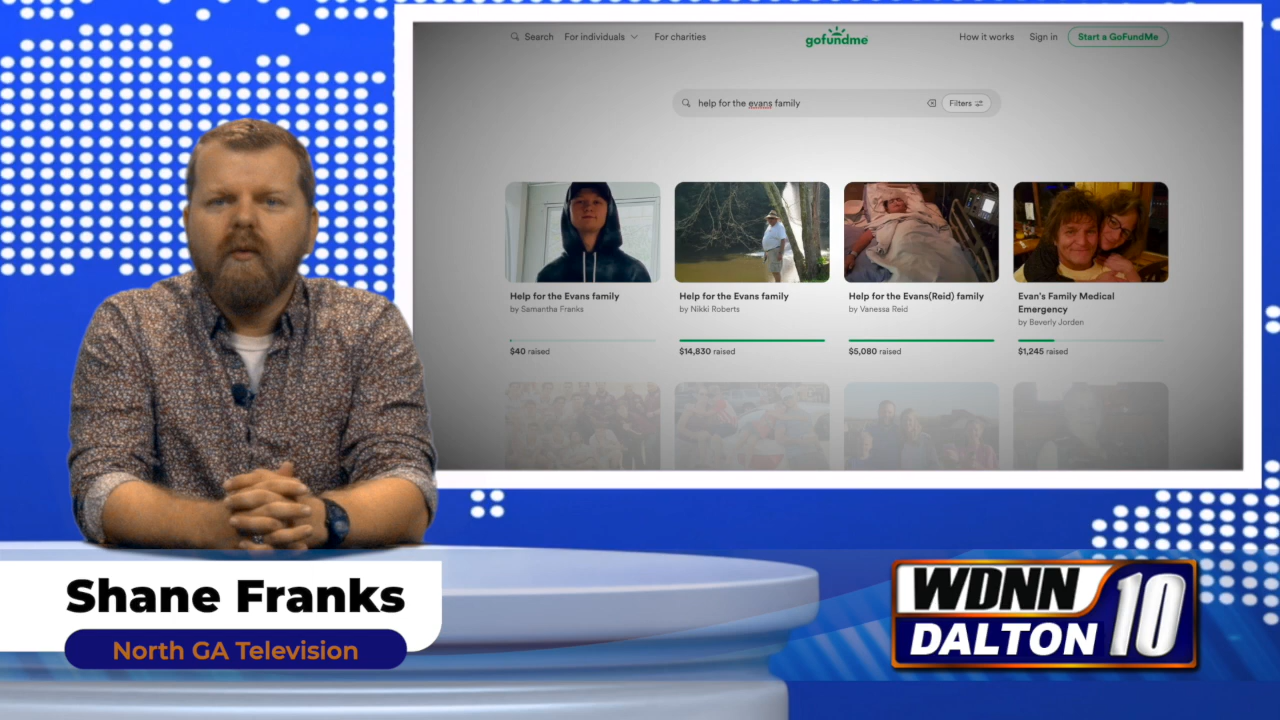 Search
For individuals
For charities
gofundme
How it works
Sign in
Start a GoFundMe
help for the evans family
Filters
Help for the Evans family
by Samantha Franks
$40 raised
Help for the Evans family
by Nikki Roberts
$14,830 raised
Help for the Evans(Reid) family
by Vanessa Reid
$5,080 raised
Evan's Family Medical
Emergency
by Beverly Jorden
$1,245 raised
Shane Franks
North GA Television
WDNN
DALTON
10